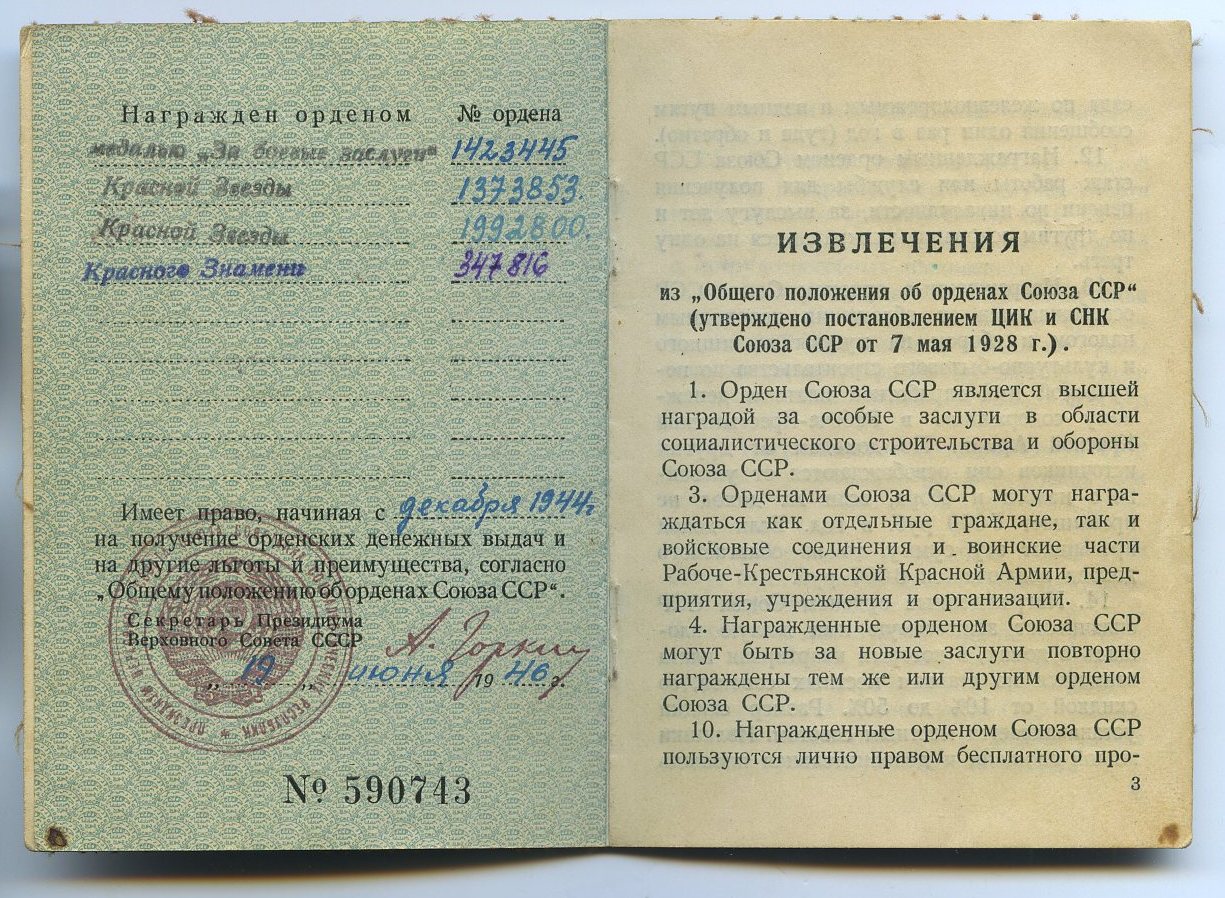 Награжден орденом № ордена
медалью „За боевые заслуги“ 1423445
Красной Звезды 1373853.
Красной Звезды 1992800.
Красного Знамени 347816
Имеет право, начиная с декабря 1944г
на получение орденских денежных выдач и
на другие льготы и преимущества, согласно
„Общему положению об орденах Союза ССР“.
Секретарь Президиума
Верховного Совета СССР
А. Горкин
„19„ июня 1946г.
№ 590743
ИЗВЛЕЧЕНИЯ
из „Общего положения об орденах Союза ССР“
(утверждено постановлением ЦИК и СНК
Союза ССР от 7 мая 1928 г.).
1. Орден Союза ССР является высшей
наградой за особые заслуги в области
социалистического строительства и обороны
Союза ССР.
3. Орденами Союза ССР могут награ-
ждаться как отдельные граждане, так и
войсковые соединения и воинские части
Рабоче-Крестьянской Красной Армии, пред-
приятия, учреждения и организации.
4. Награжденные орденом Союза ССР
могут быть за новые заслуги повторно
награждены тем же или другим орденом
Союза ССР.
10. Награжденные орденом Союза ССР
пользуются лично правом бесплатного про-
3